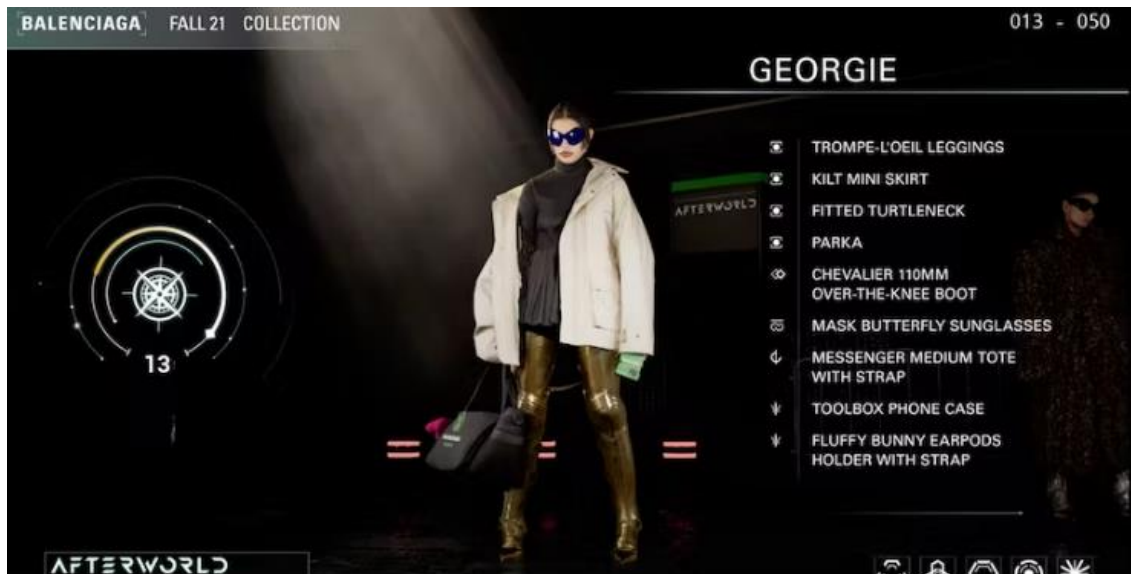 BALENCIAGA FALL 21 COLLECTION
013 - 050
GEORGIE
TROMPE-L'OEIL LEGGINGS
KILT MINI SKIRT
FITTED TURTLENECK
PARKA
CHEVALIER 110MM
OVER-THE-KNEE BOOT
MASK BUTTERFLY SUNGLASSES
MESSENGER MEDIUM TOTE
WITH STRAP
TOOLBOX PHONE CASE
FLUFFY BUNNY EARPODS
HOLDER WITH STRAP
AFTERWORLD
13
AFTERWORLD